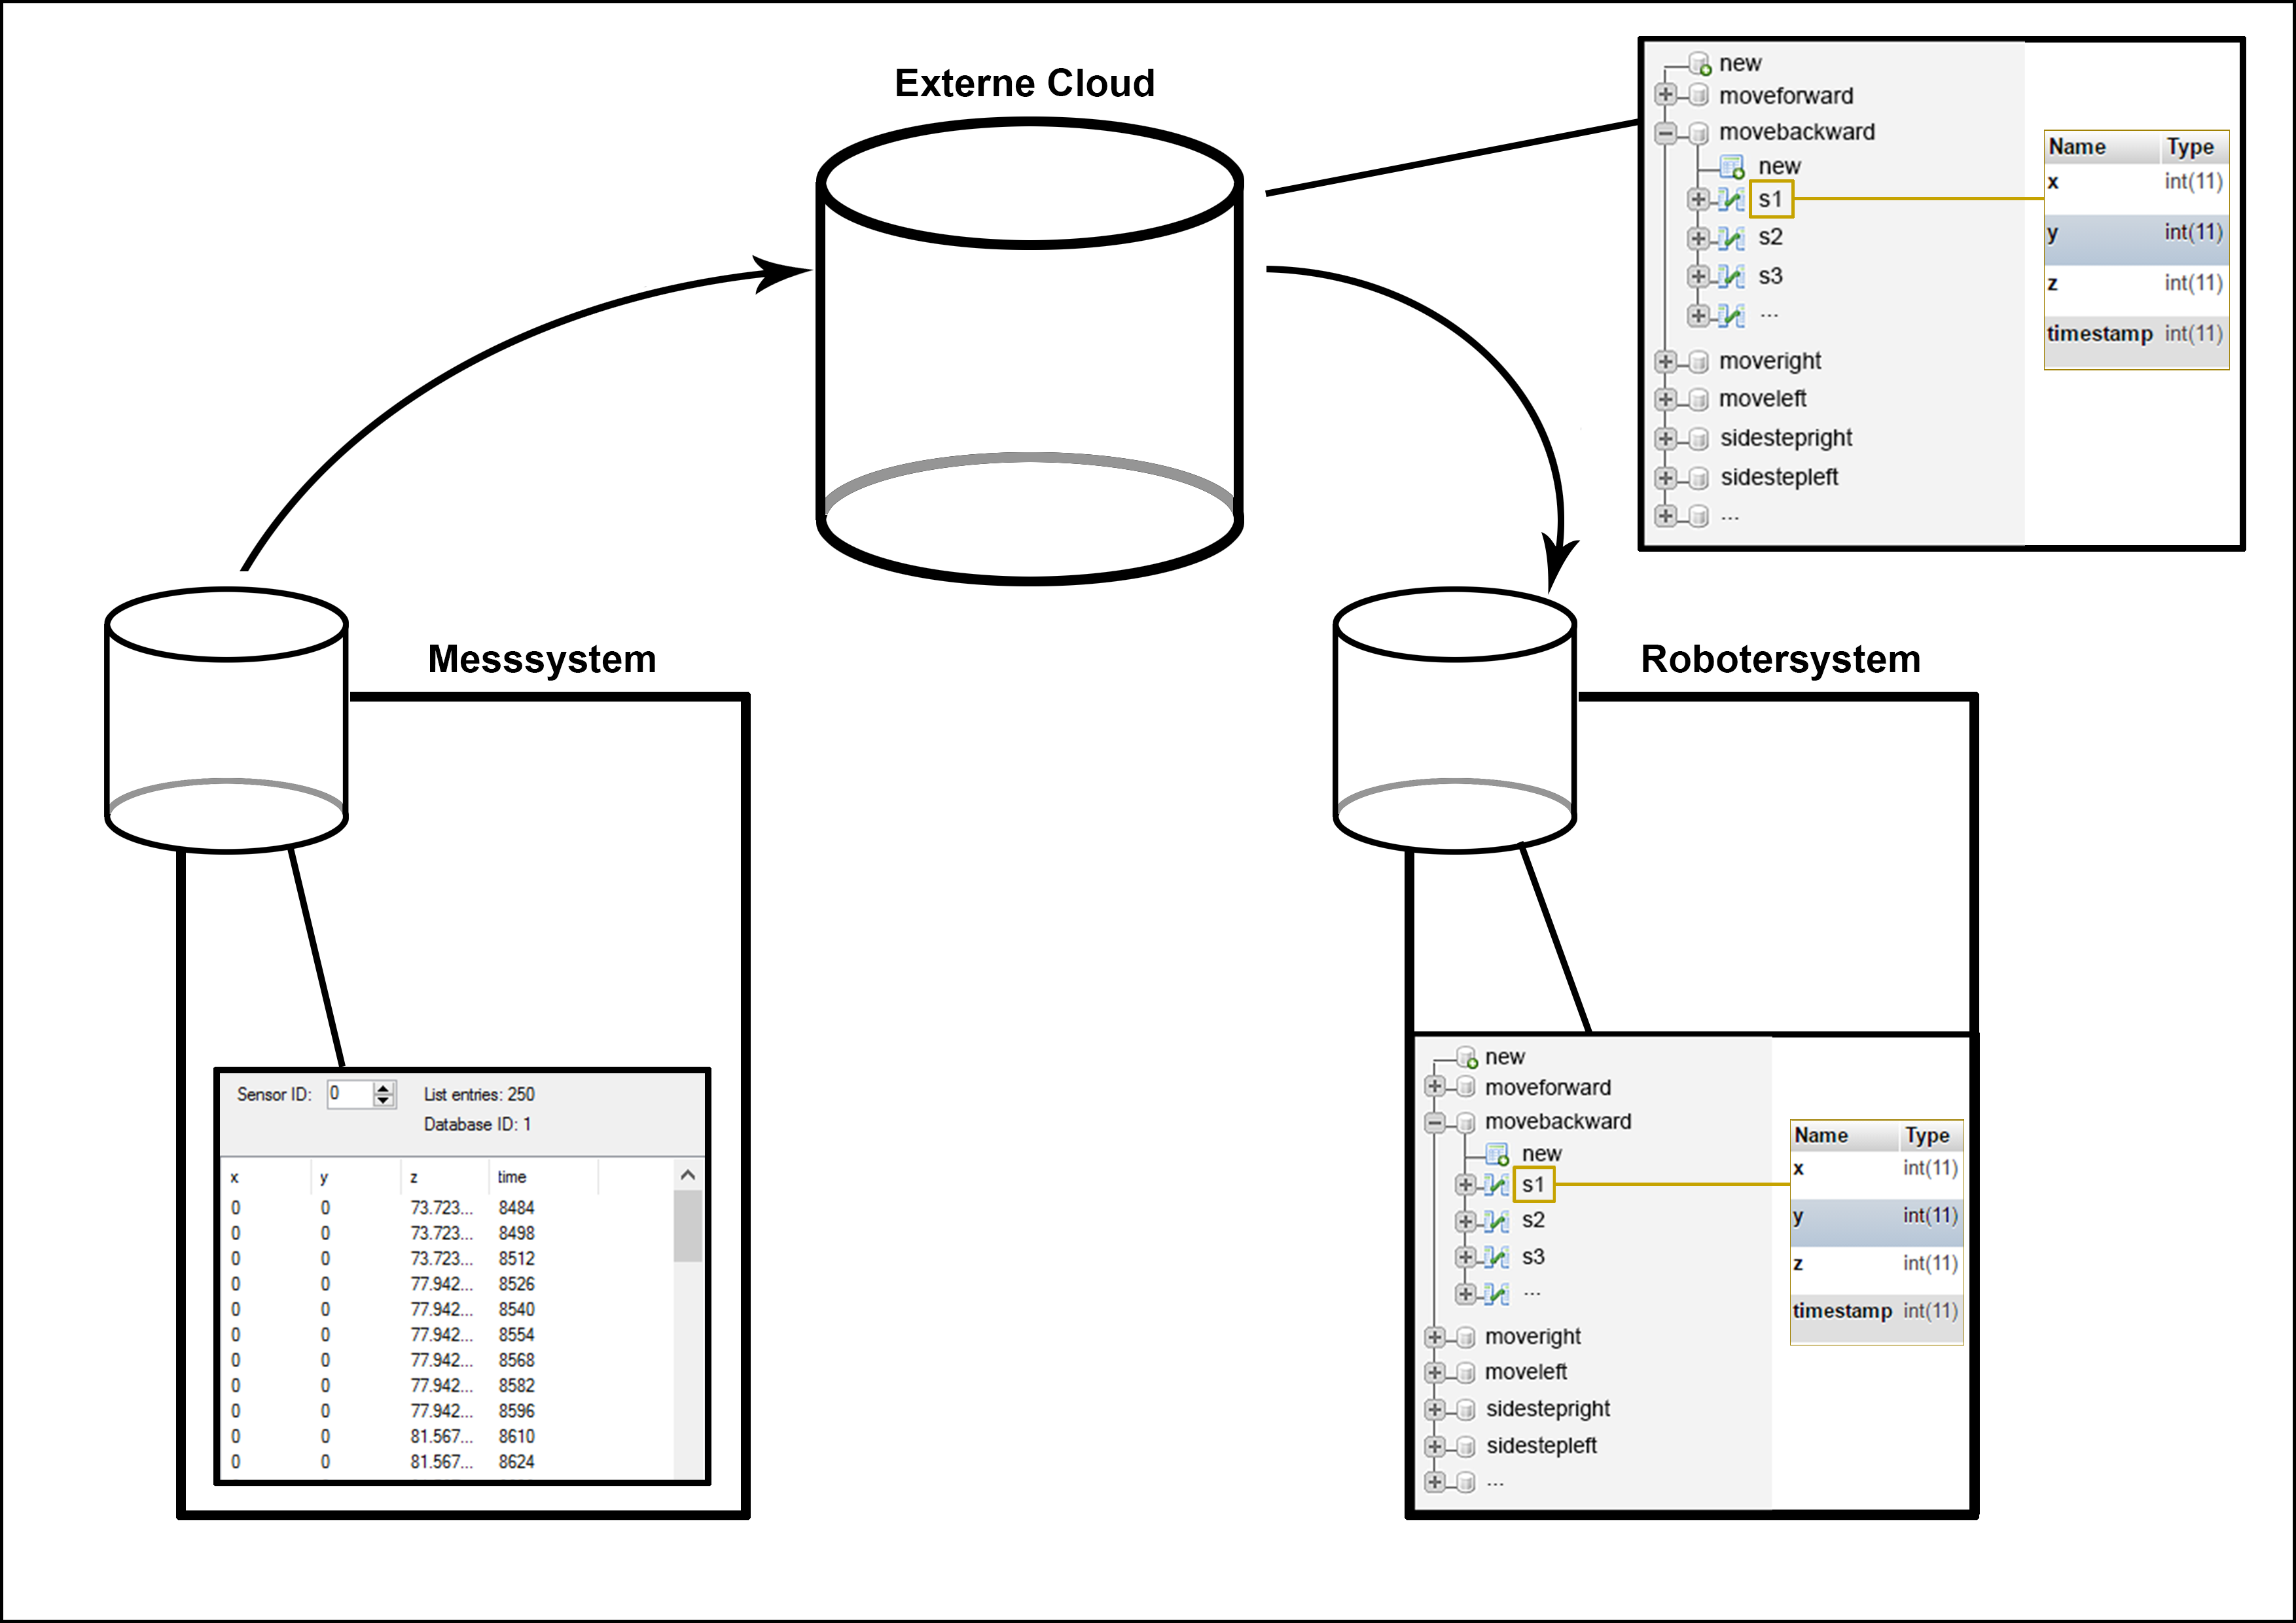 Externe Cloud
new
moveforward
movebackward
new
s1
s2
s3
...
moveright
moveleft
sidestepright
sidestepleft
...
Name Type
x int(11)
y int(11)
z int(11)
timestamp int(11)
Messsystem
Sensor ID: 0 List entries: 250
Database ID: 1
x y z time
0 0 73.723... 8484
0 0 73.723... 8498
0 0 73.723... 8512
0 0 77.942... 8526
0 0 77.942... 8540
0 0 77.942... 8554
0 0 77.942... 8568
0 0 77.942... 8582
0 0 77.942... 8596
0 0 81.567... 8610
0 0 81.567... 8624
Robotersystem
new
moveforward
movebackward
new
s1
s2
s3
...
moveright
moveleft
sidestepright
sidestepleft
...
Name Type
x int(11)
y int(11)
z int(11)
timestamp int(11)